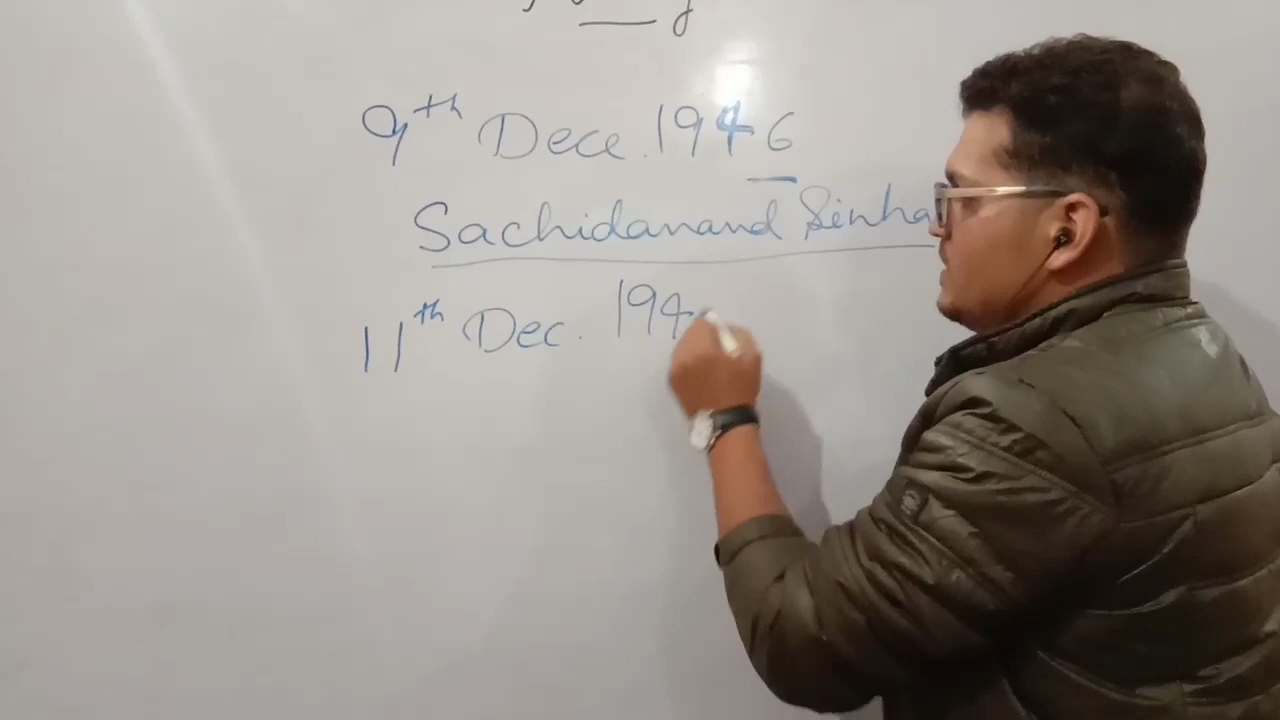 9th Dece. 1946
Sachidanand Sinha
11th Dec. 194